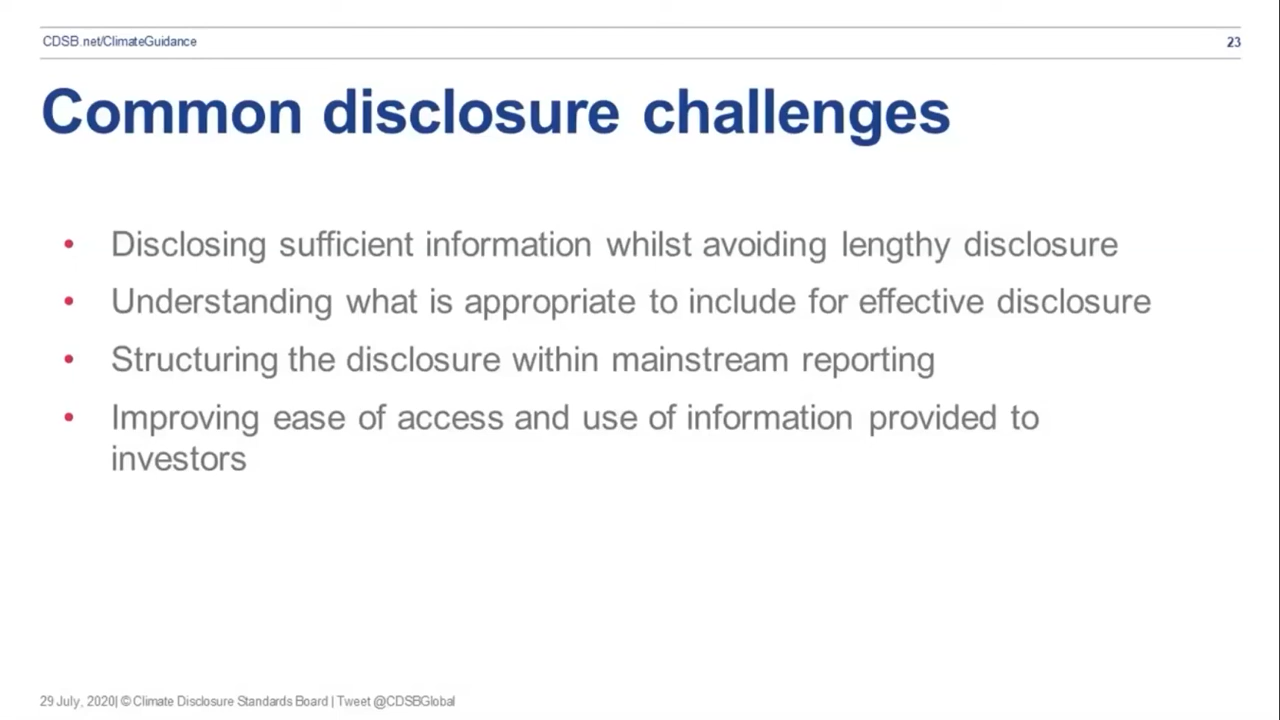 CDSB.net/ClimateGuidance
23
Common disclosure challenges
• Disclosing sufficient information whilst avoiding lengthy disclosure
• Understanding what is appropriate to include for effective disclosure
• Structuring the disclosure within mainstream reporting
• Improving ease of access and use of information provided to
investors
29 July, 2020| © Climate Disclosure Standards Board | Tweet @CDSBGlobal